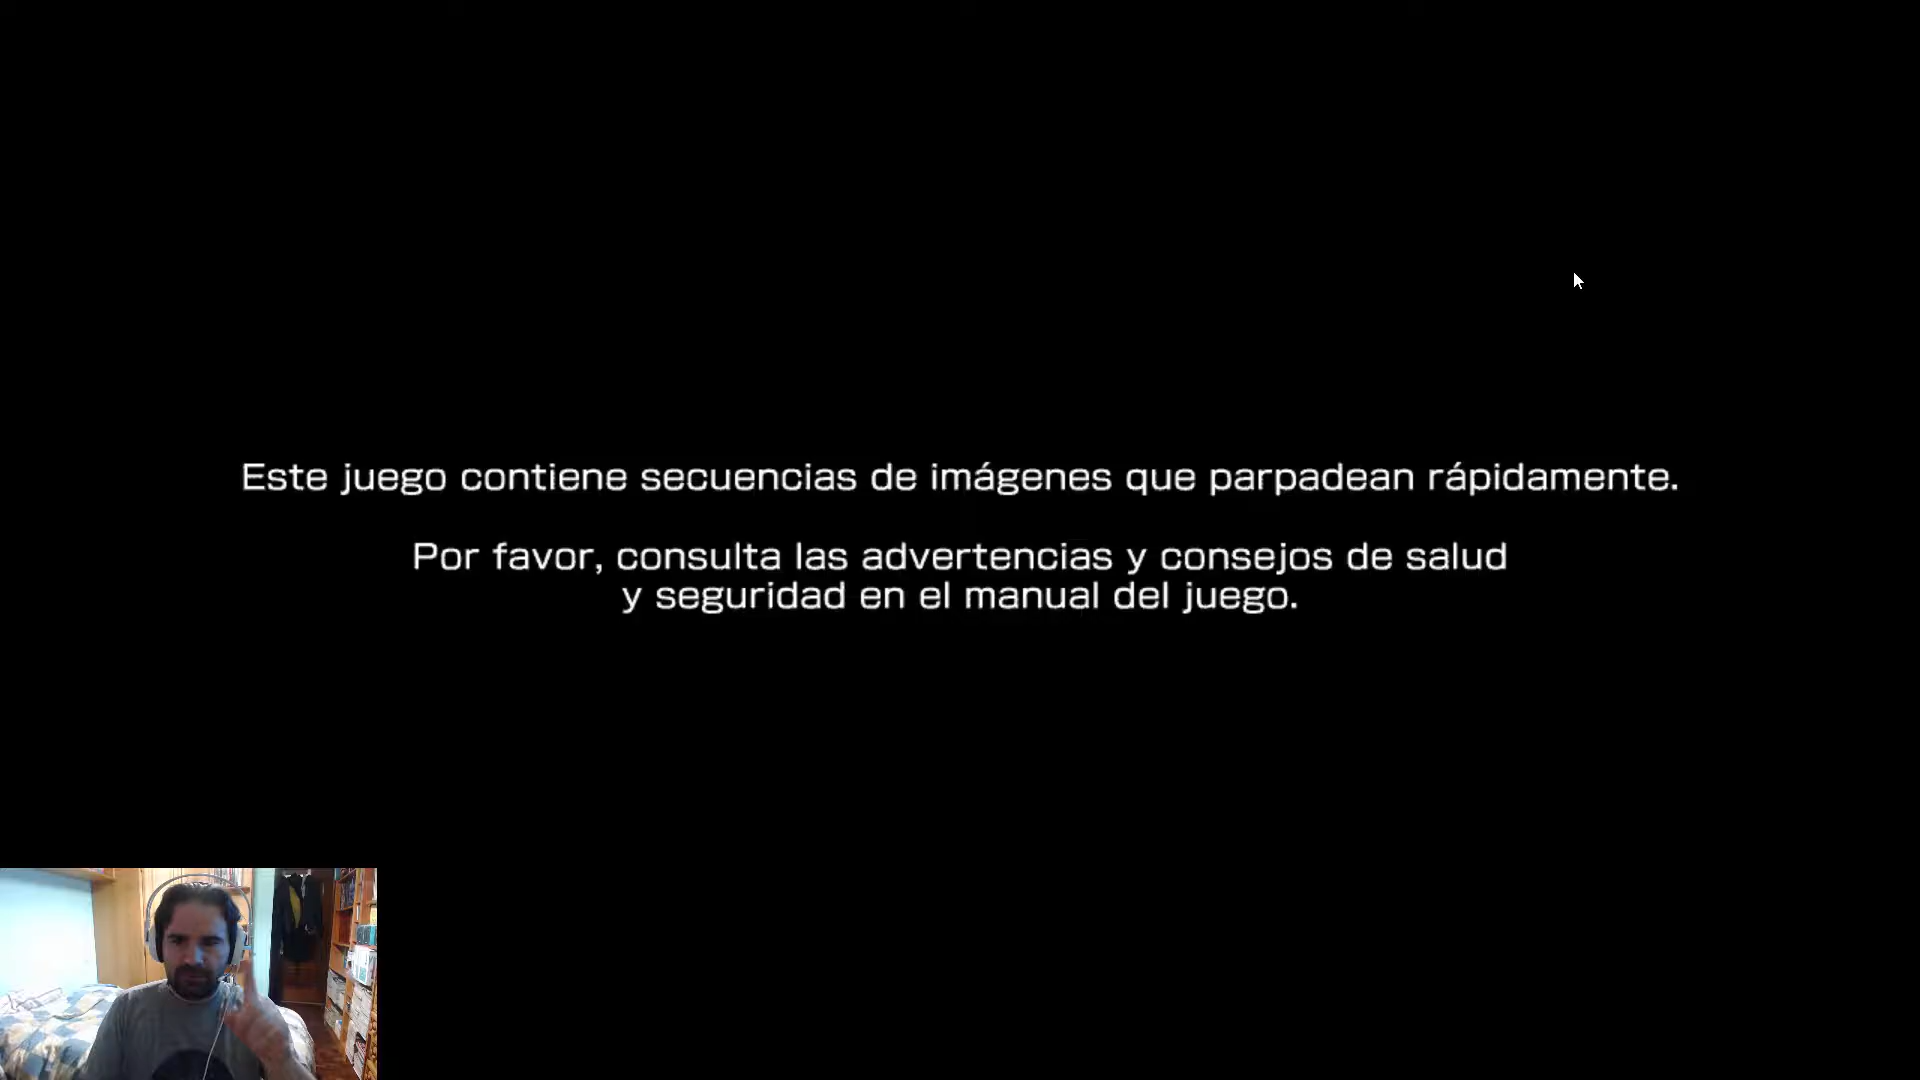 Este juego contiene secuencias de imágenes que parpadean rápidamente.
Por favor, consulta las advertencias y consejos de salud
y seguridad en el manual del juego.